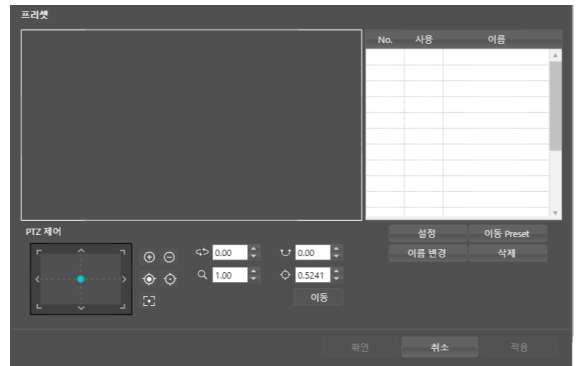 프리셋
No. 사용 이름
PTZ 제어
설정 이동 Preset
이름 변경 삭제
0.00 0.00
1.00 0.5241
이동
확인 취소 적용